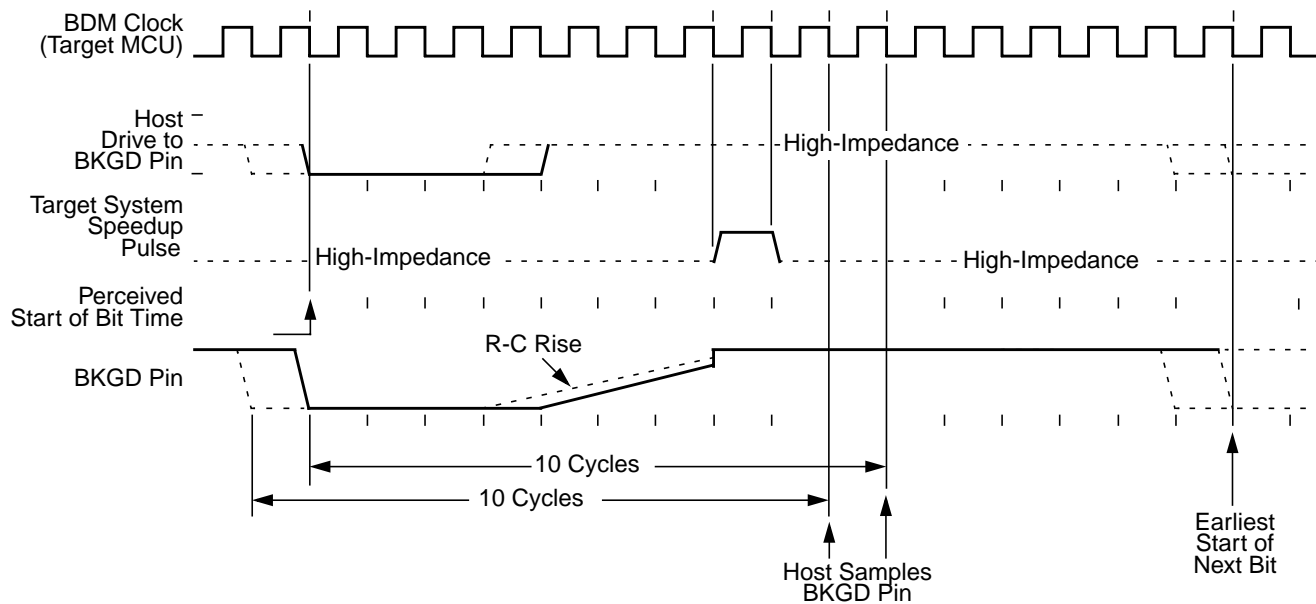 BDM Clock
(Target MCU)
Host
Drive to
BKGD Pin
High-Impedance
Target System
Speedup
Pulse
High-Impedance
High-Impedance
Perceived
Start of Bit Time
R-C Rise
BKGD Pin
10 Cycles
10 Cycles
Host Samples
BKGD Pin
Earliest
Start of
Next Bit